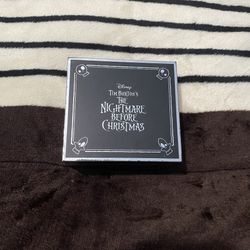 Disney
Tim Burton's
THE
NIGHTMARE
BEFORE
CHRISTMAS